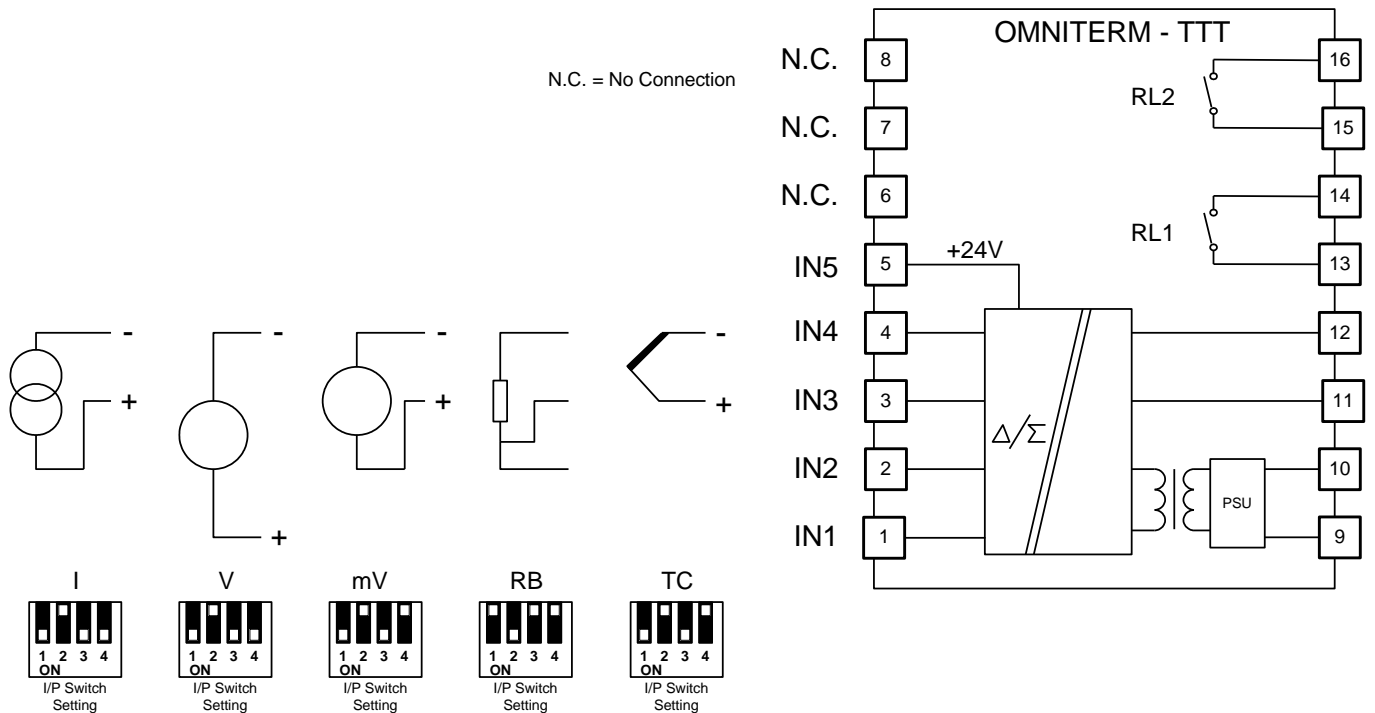 OMNITERM - TTT
N.C. = No Connection
N.C. 8
N.C. 7
N.C. 6
IN5 5 +24V
IN4 4
IN3 3
IN2 2
IN1 1
RL2
16
15
RL1
14
13
12
11
10
9
Δ/Σ
PSU
-
+
-
+
-
+
-
+
I
1 2 3 4
ON
I/P Switch
Setting
V
1 2 3 4
ON
I/P Switch
Setting
mV
1 2 3 4
ON
I/P Switch
Setting
RB
1 2 3 4
ON
I/P Switch
Setting
TC
1 2 3 4
ON
I/P Switch
Setting